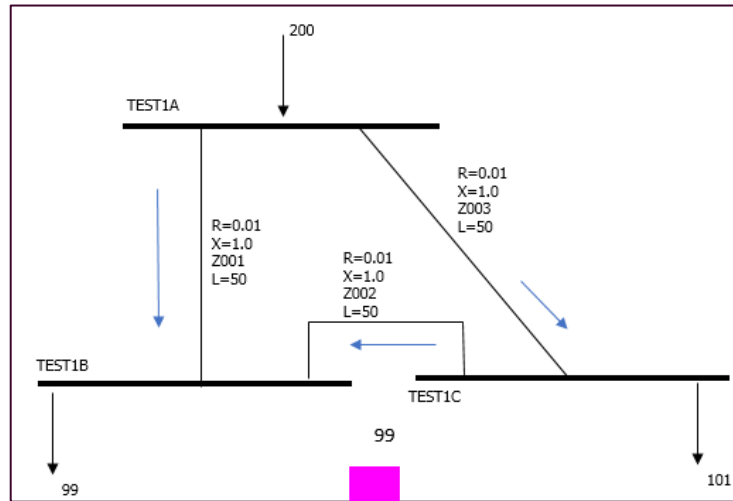 200
TEST1A
R=0.01
X=1.0
Z003
L=50
R=0.01
X=1.0
Z001
L=50
R=0.01
X=1.0
Z002
L=50
TEST1B
TEST1C
99
99
101